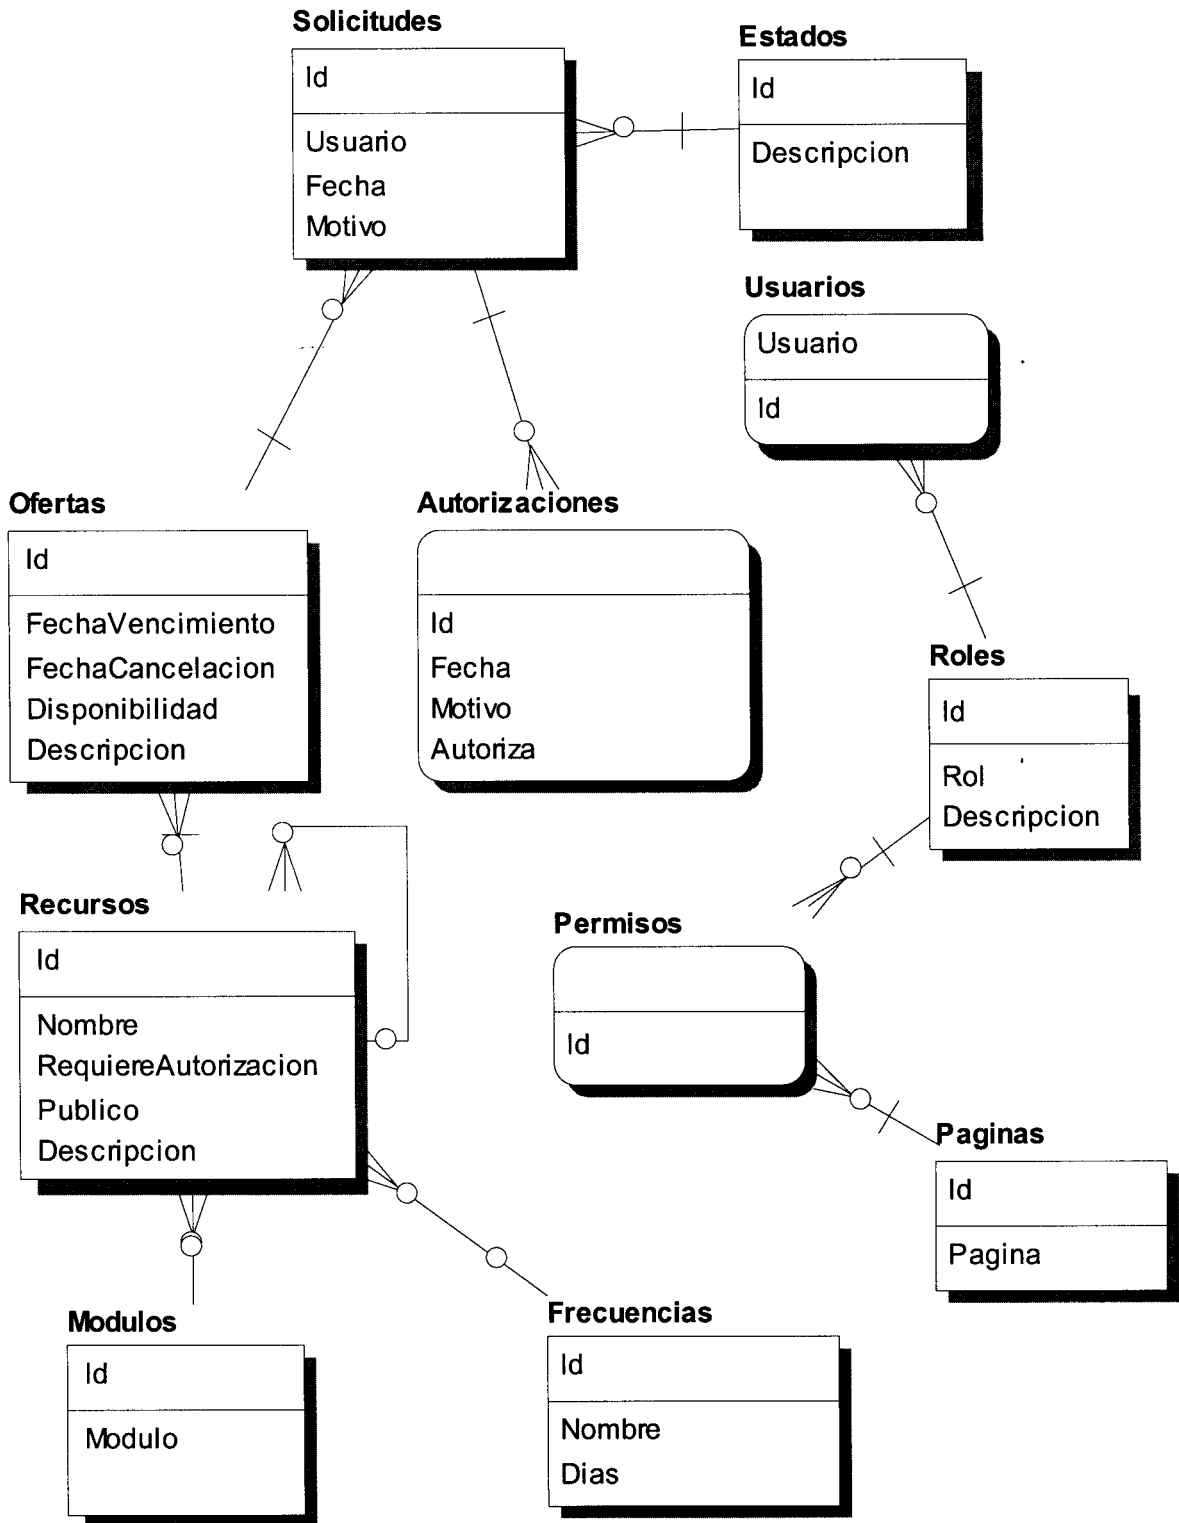 Solicitudes
Id
Usuario
Fecha
Motivo
Estados
Id
Descripcion
Usuarios
Usuario
Id
Ofertas
Id
FechaVencimiento
FechaCancelacion
Disponibilidad
Descripcion
Autorizaciones
Id
Fecha
Motivo
Autoriza
Roles
Id
Rol
Descripcion
Recursos
Id
Nombre
RequiereAutorizacion
Publico
Descripcion
Permisos
Id
Paginas
Id
Pagina
Modulos
Id
Modulo
Frecuencias
Id
Nombre
Dias